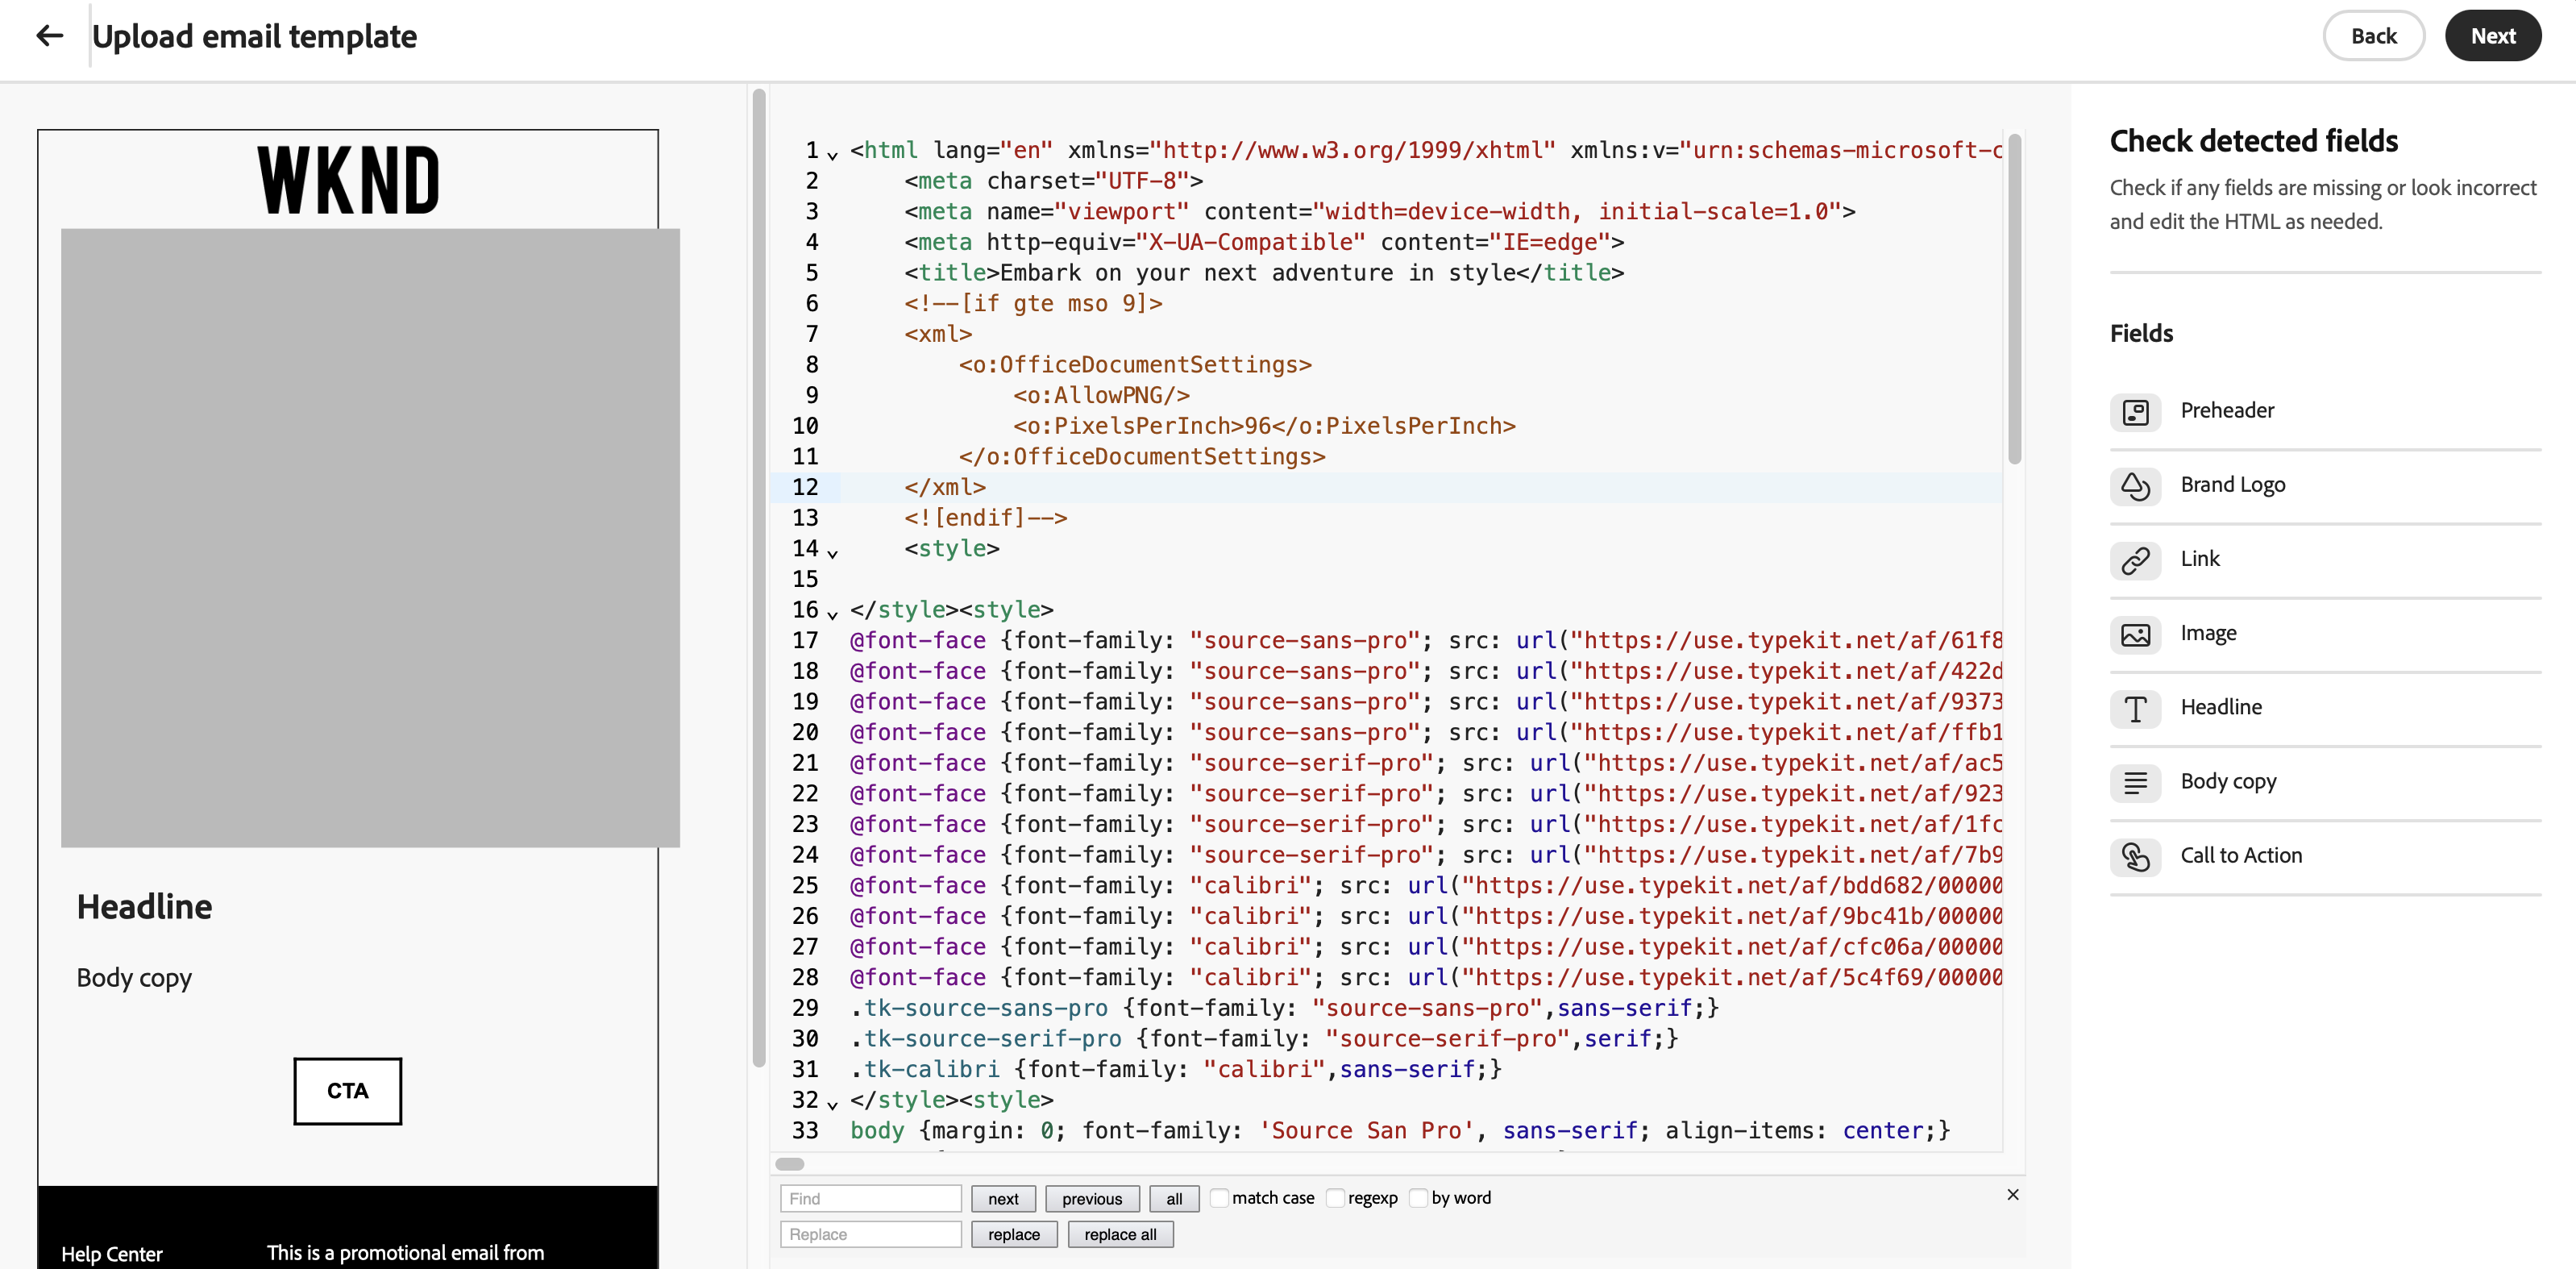 Upload email template
Back
Next
WKND
Headline
Body copy
CTA
Help Center
This is a promotional email from
1 <html lang="en" xmlns="http://www.w3.org/1999/xhtml" xmlns:v="urn:schemas-microsoft-c
2 <meta charset="UTF-8">
3 <meta name="viewport" content="width=device-width, initial-scale=1.0">
4 <meta http-equiv="X-UA-Compatible" content="IE=edge">
5 <title>Embark on your next adventure in style</title>
6 <!--[if gte mso 9]>
7 <xml>
8 <o:OfficeDocumentSettings>
9 <o:AllowPNG/>
10 <o:PixelsPerInch>96</o:PixelsPerInch>
11 </o:OfficeDocumentSettings>
12 </xml>
13 <![endif]-->
14 <style>
15
16 </style><style>
17 @font-face {font-family: "source-sans-pro"; src: url("https://use.typekit.net/af/61f8
18 @font-face {font-family: "source-sans-pro"; src: url("https://use.typekit.net/af/422d
19 @font-face {font-family: "source-sans-pro"; src: url("https://use.typekit.net/af/9373
20 @font-face {font-family: "source-sans-pro"; src: url("https://use.typekit.net/af/ffb1
21 @font-face {font-family: "source-serif-pro"; src: url("https://use.typekit.net/af/ac5
22 @font-face {font-family: "source-serif-pro"; src: url("https://use.typekit.net/af/923
23 @font-face {font-family: "source-serif-pro"; src: url("https://use.typekit.net/af/1fc
24 @font-face {font-family: "source-serif-pro"; src: url("https://use.typekit.net/af/7b9
25 @font-face {font-family: "calibri"; src: url("https://use.typekit.net/af/bdd682/00000
26 @font-face {font-family: "calibri"; src: url("https://use.typekit.net/af/9bc41b/00000
27 @font-face {font-family: "calibri"; src: url("https://use.typekit.net/af/cfc06a/00000
28 @font-face {font-family: "calibri"; src: url("https://use.typekit.net/af/5c4f69/00000
29 .tk-source-sans-pro {font-family: "source-sans-pro",sans-serif;}
30 .tk-source-serif-pro {font-family: "source-serif-pro",serif;}
31 .tk-calibri {font-family: "calibri",sans-serif;}
32 </style><style>
33 body {margin: 0; font-family: 'Source San Pro', sans-serif; align-items: center;}
Find next previous all match case regexp by word
Replace replace replace all
Check detected fields
Check if any fields are missing or look incorrect
and edit the HTML as needed.
Fields
Preheader
Brand Logo
Link
Image
Headline
Body copy
Call to Action